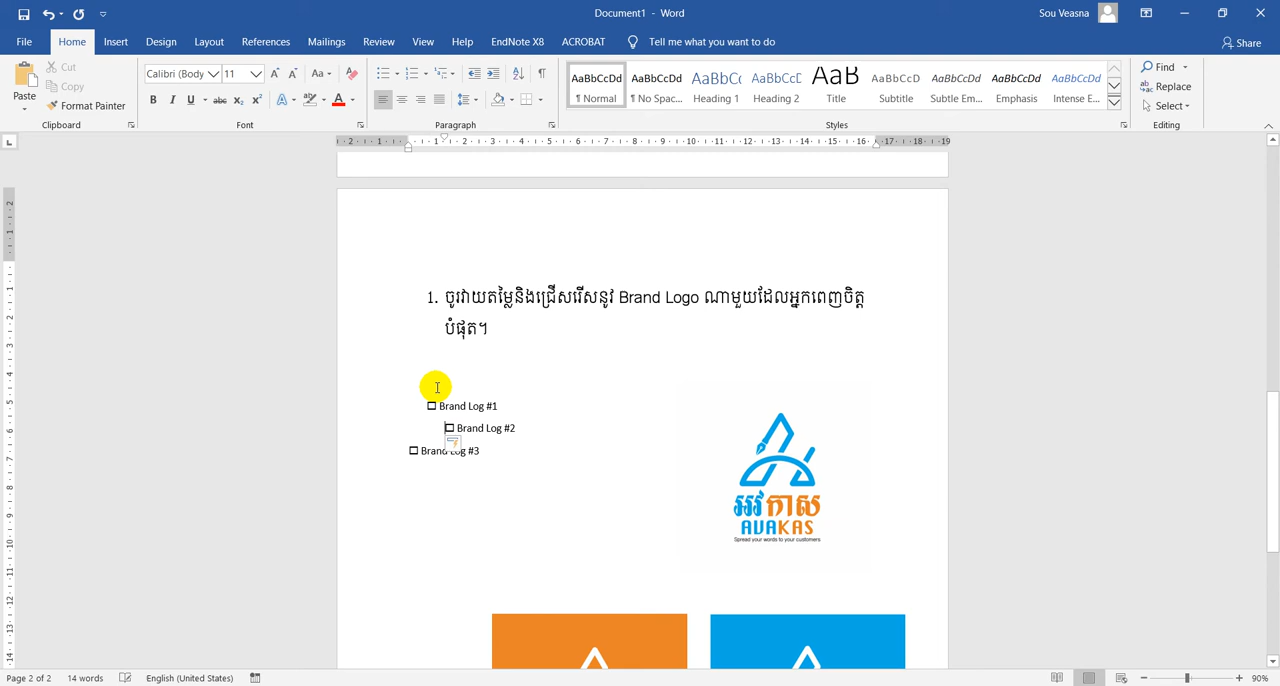 Document1 - Word
Sou Veasna
File Home Insert Design Layout References Mailings Review View Help EndNote X8 ACROBAT Tell me what you want to do Share
Paste Cut Copy Format Painter
Calibri (Body 11
AaBbCcDd AaBbCcDd AaBbCc AaBbCcC AaB AaBbCcD AaBbCcDd AaBbCcDd AaBbCcDd
¶ Normal ¶ No Spac... Heading 1 Heading 2 Title Subtitle Subtle Em... Emphasis Intense E...
Find Replace Select
Clipboard Font Paragraph Styles Editing
1. ចូរវាយតម្លៃនិងជ្រើសរើសនូវ Brand Logo ណាមួយដែលអ្នកពេញចិត្ត
បំផុត។
Brand Log #1
Brand Log #2
Brand Log #3
អវកាស
AVAKAS
Spread your words to your customers
Page 2 of 2 14 words English (United States) 90%